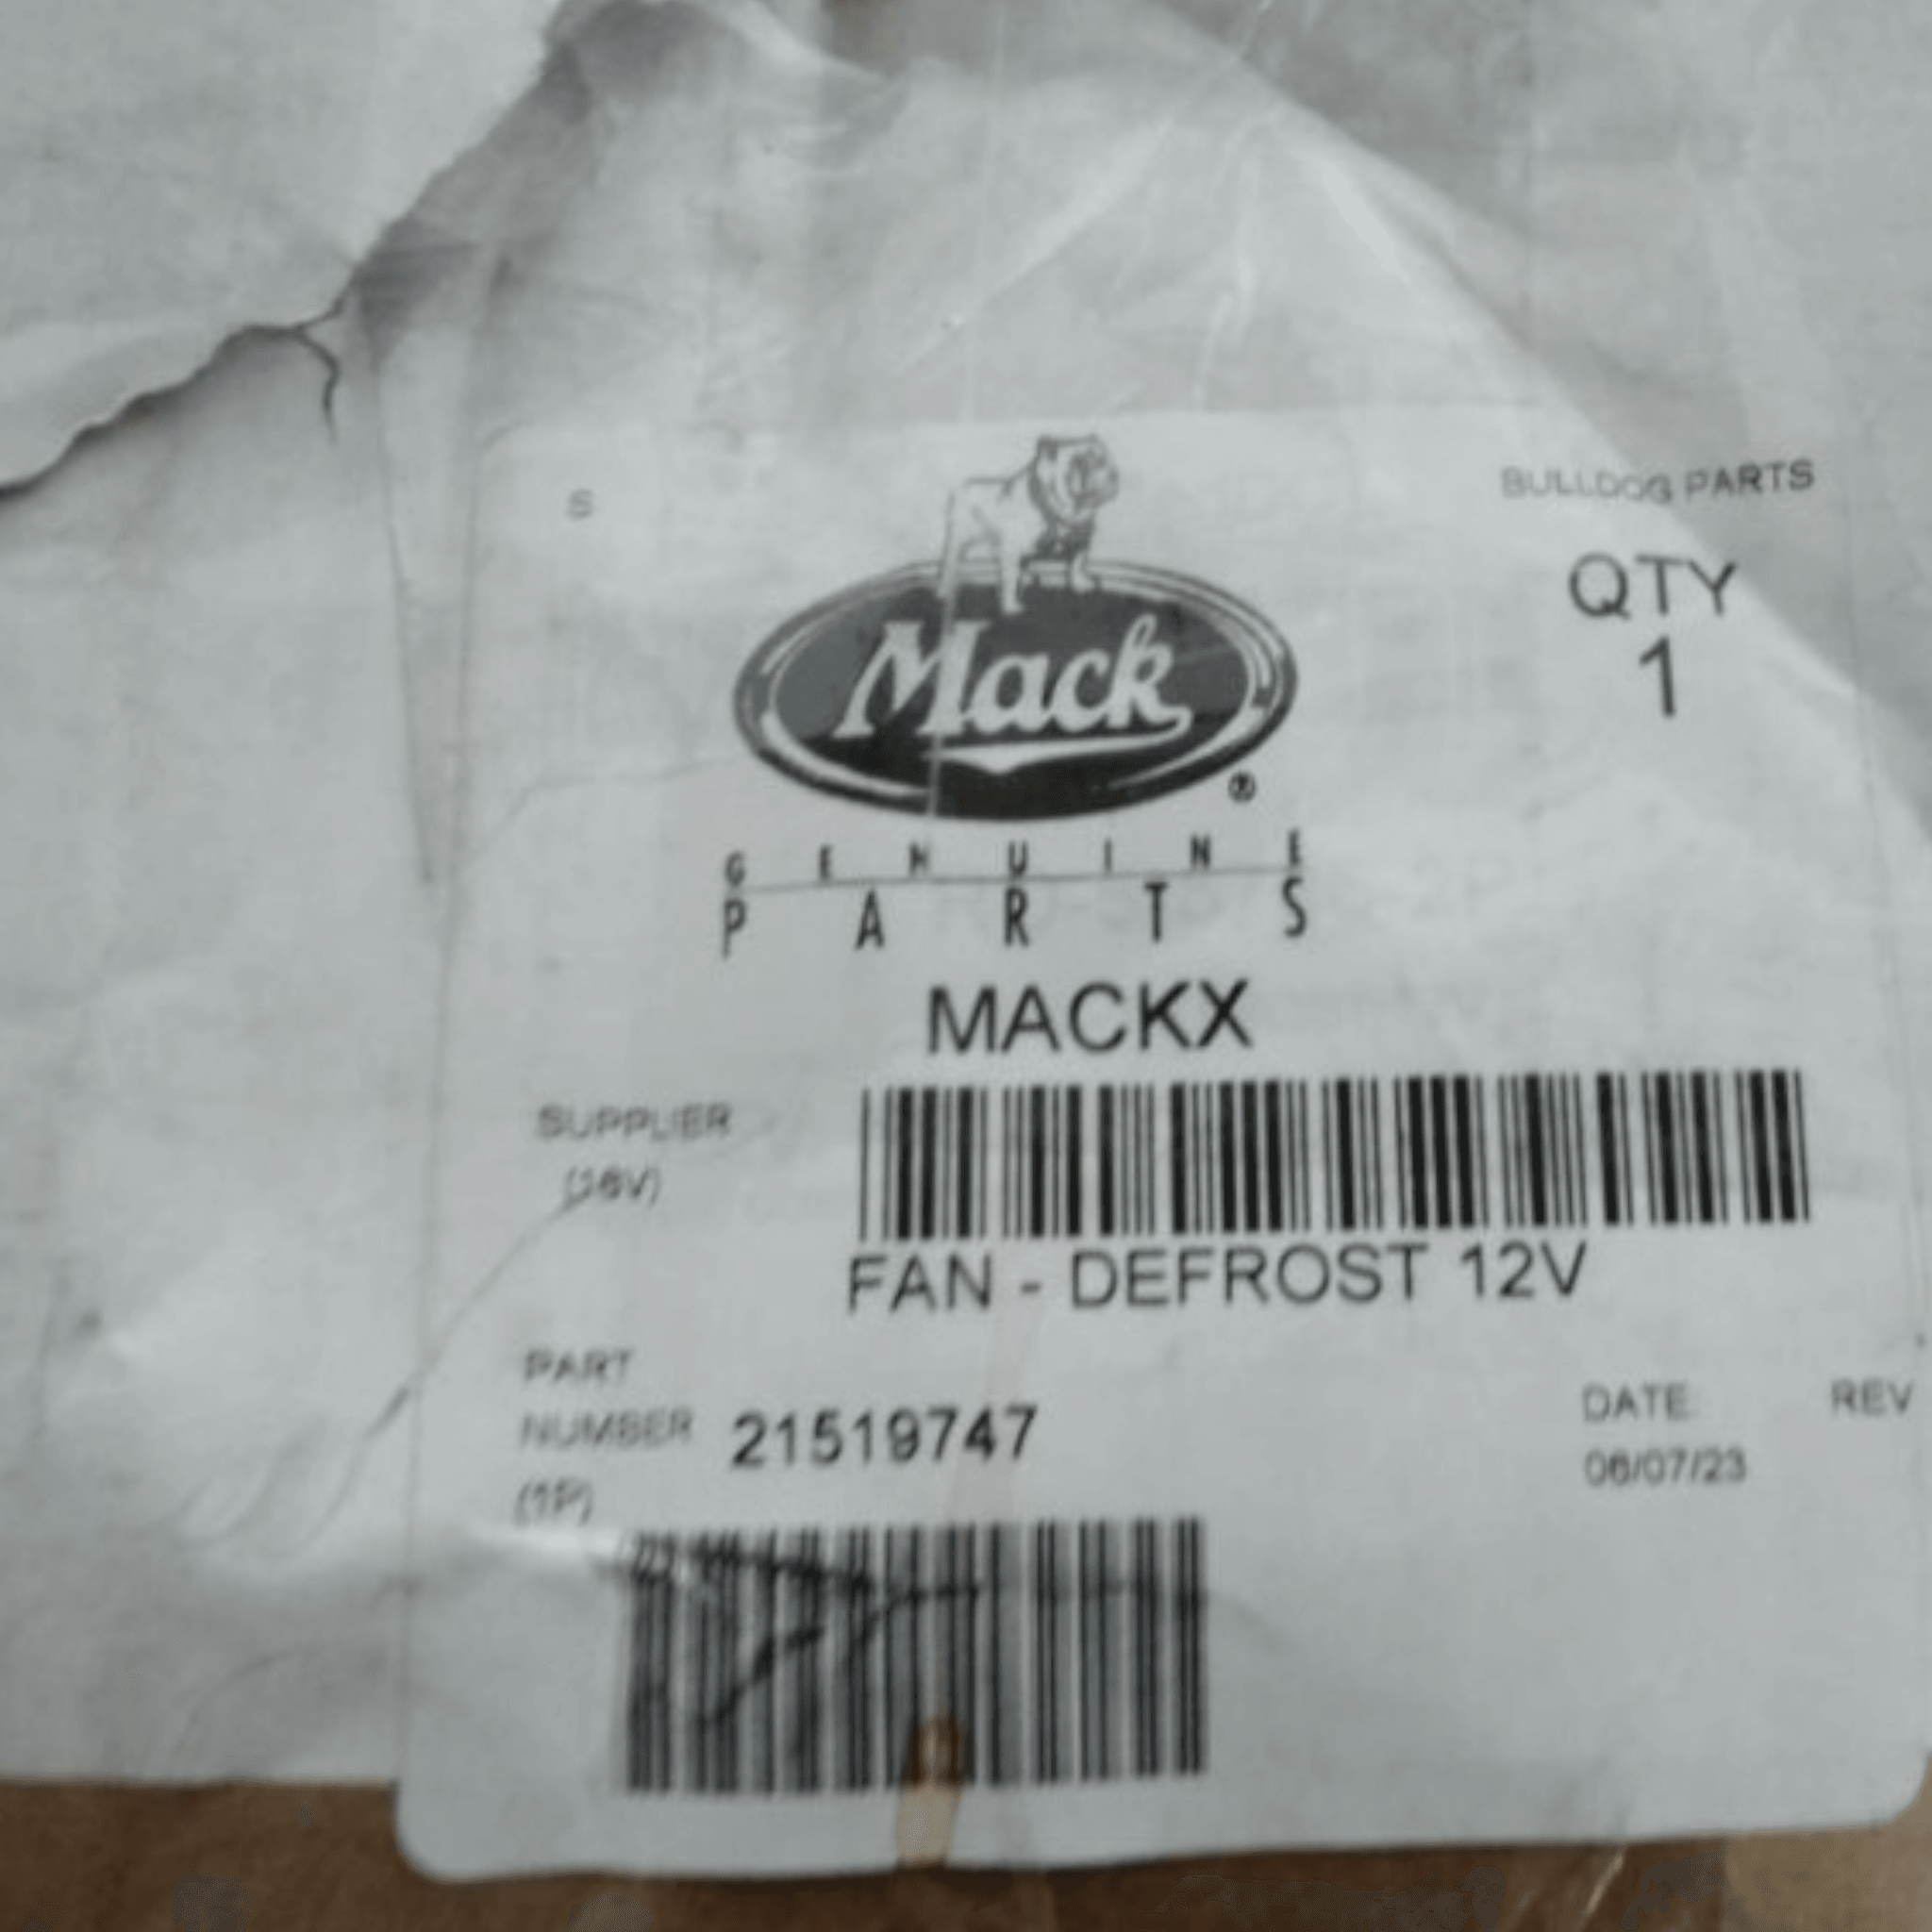 S
BULLDOG PARTS
QTY
1
Mack
®
GENUINE
PARTS
MACKX
SUPPLIER
(16V)
FAN - DEFROST 12V
PART
NUMBER 21519747
(1P)
DATE:
REV
06/07/23